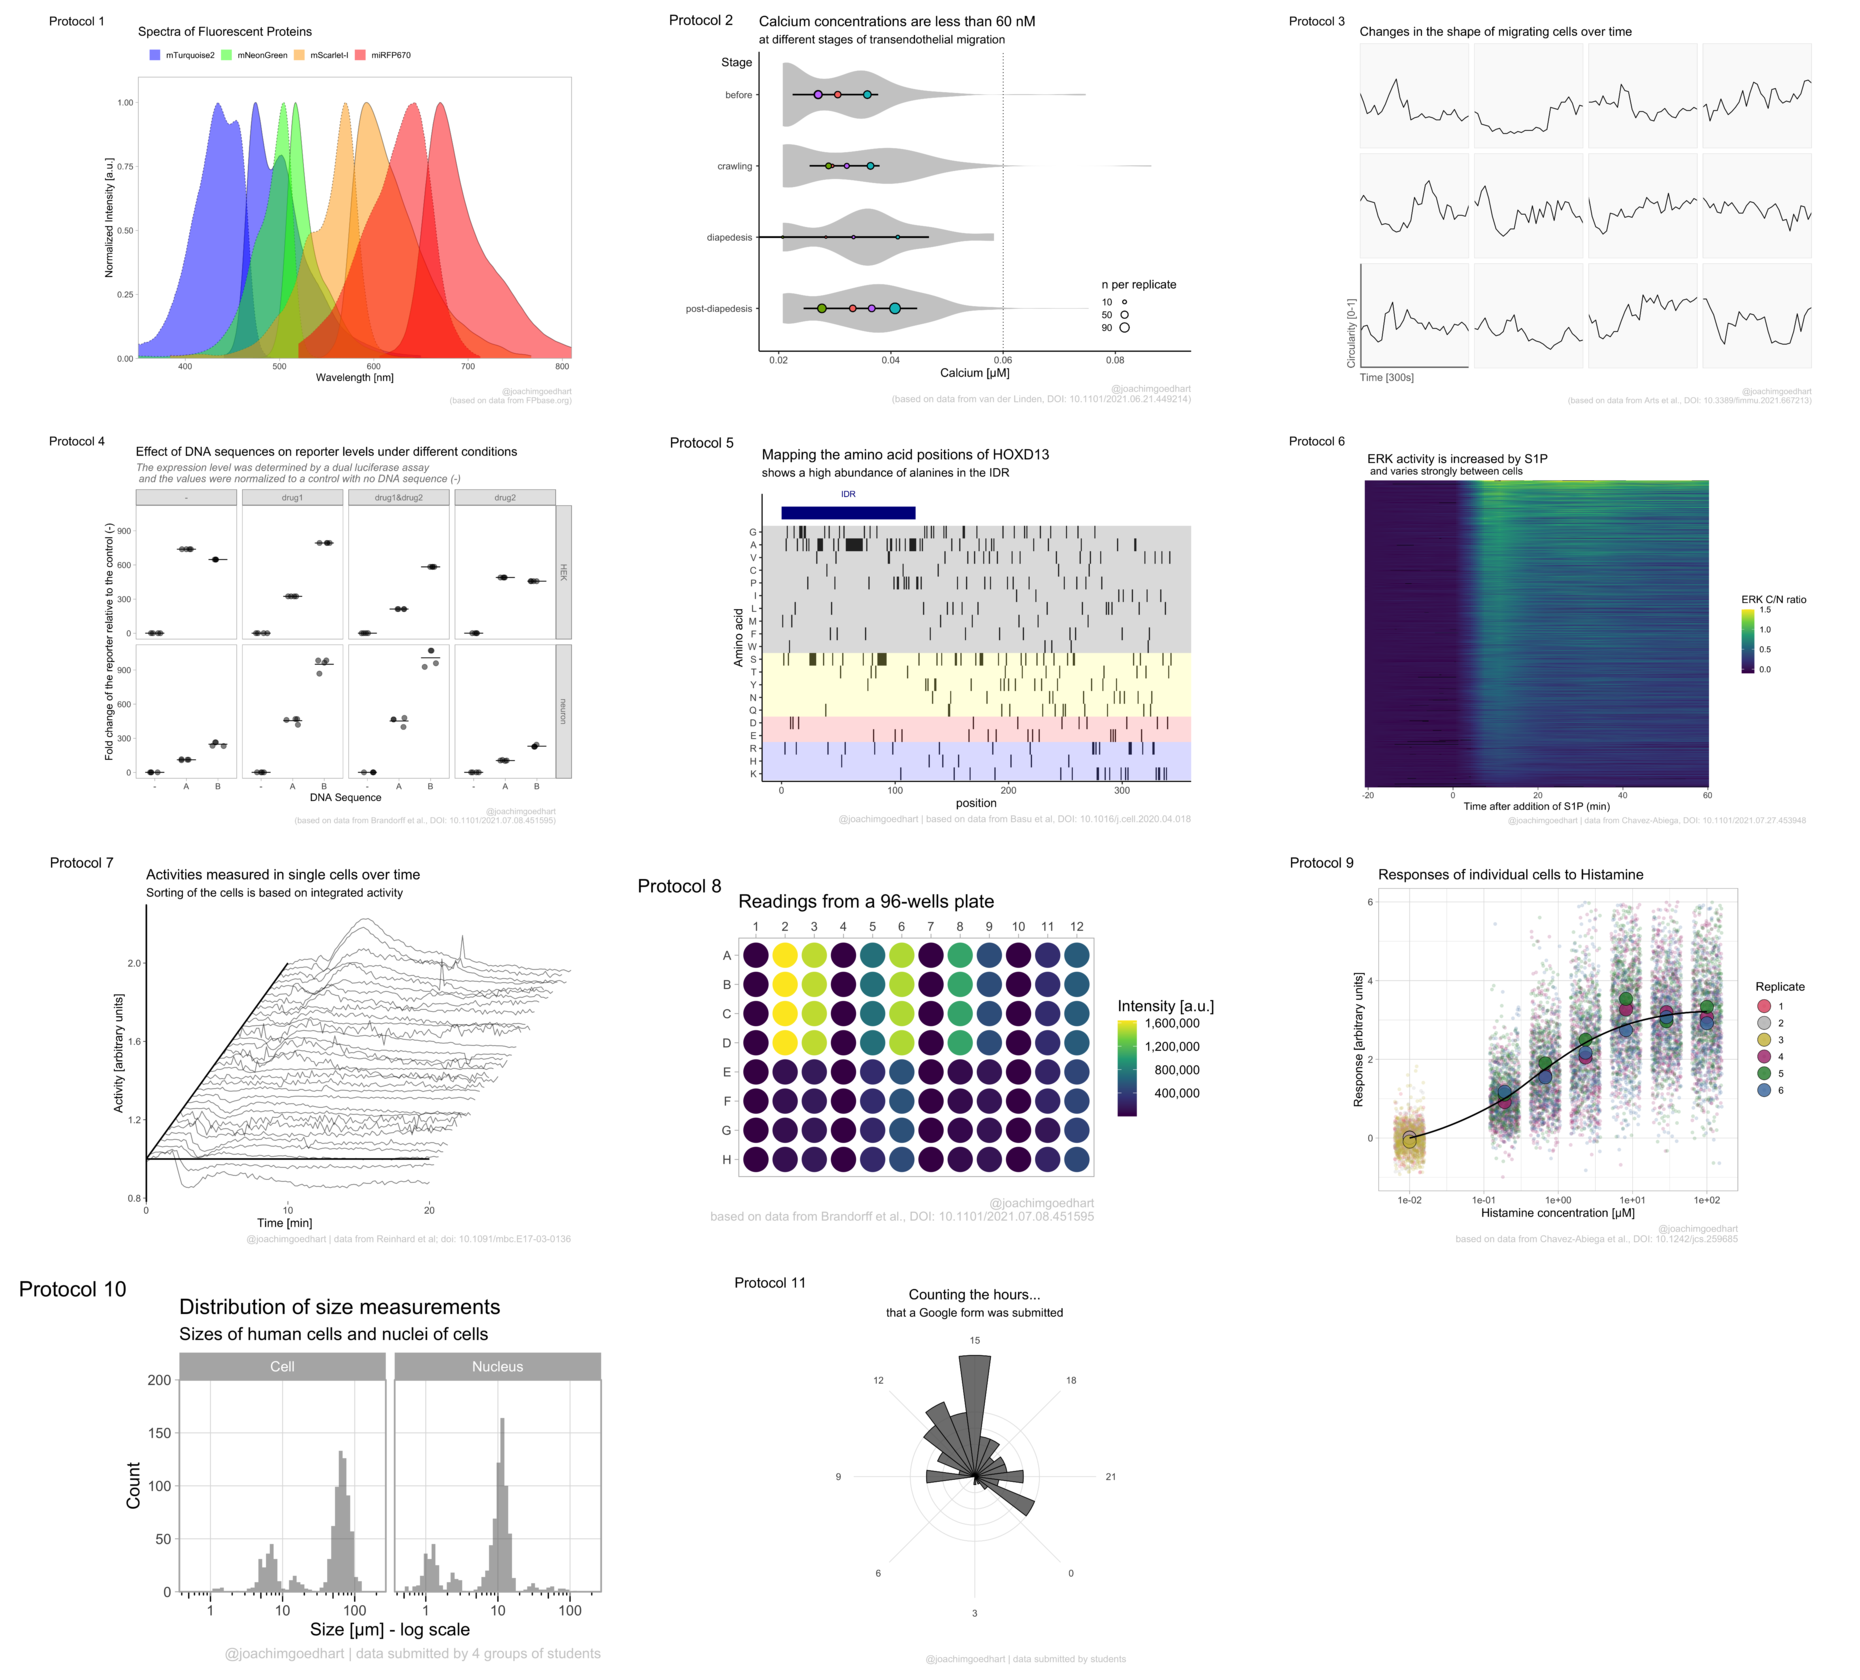 Protocol 1
Spectra of Fluorescent Proteins
mTurquoise2 mNeonGreen mScarlet-I miRFP670
Normalized Intensity [a.u.]
1.00
0.75
0.50
0.25
0.00
400 500 600 700 800
Wavelength [nm]
@joachimgoedhart
(based on data from FPbase.org)
Protocol 2
Calcium concentrations are less than 60 nM
at different stages of transendothelial migration
Stage
before
crawling
diapedesis
post-diapedesis
n per replicate
10
50
90
0.02 0.04 0.06 0.08
Calcium [µM]
@joachimgoedhart
(based on data from van der Linden, DOI: 10.1101/2021.06.21.449214)
Protocol 3
Changes in the shape of migrating cells over time
Circularity [0-1]
Time [300s]
@joachimgoedhart
(based on data from Arts et al., DOI: 10.3389/fimmu.2021.667213)
Protocol 4
Effect of DNA sequences on reporter levels under different conditions
The expression level was determined by a dual luciferase assay
and the values were normalized to a control with no DNA sequence (-)
- drug1 drug1&drug2 drug2
Fold change of the reporter relative to the control (-)
900
600
300
0
HEK
900
600
300
0
neuron
- A B - A B - A B - A B
DNA Sequence
@joachimgoedhart
(based on data from Brandorff et al., DOI: 10.1101/2021.07.08.451595)
Protocol 5
Mapping the amino acid positions of HOXD13
shows a high abundance of alanines in the IDR
IDR
Amino acid
G
A
V
C
P
I
L
M
F
W
S
T
Y
N
Q
D
E
R
H
K
0 100 200 300
position
@joachimgoedhart | based on data from Basu et al, DOI: 10.1016/j.cell.2020.04.018
Protocol 6
ERK activity is increased by S1P
and varies strongly between cells
ERK C/N ratio
1.5
1.0
0.5
0.0
-20 0 20 40 60
Time after addition of S1P (min)
@joachimgoedhart | data from Chavez-Abiega, DOI: 10.1101/2021.07.27.453948
Protocol 7
Activities measured in single cells over time
Sorting of the cells is based on integrated activity
Activity [arbitrary units]
2.0
1.6
1.2
0.8
0 10 20
Time [min]
@joachimgoedhart | data from Reinhard et al; doi: 10.1091/mbc.E17-03-0136
Protocol 8
Readings from a 96-wells plate
1 2 3 4 5 6 7 8 9 10 11 12
A
B
C
D
E
F
G
H
Intensity [a.u.]
1,600,000
1,200,000
800,000
400,000
@joachimgoedhart
based on data from Brandorff et al., DOI: 10.1101/2021.07.08.451595
Protocol 9
Responses of individual cells to Histamine
Response [arbitrary units]
6
4
2
0
1e-02 1e-01 1e+00 1e+01 1e+02
Histamine concentration [µM]
Replicate
1
2
3
4
5
6
@joachimgoedhart
based on data from Chavez-Abiega et al., DOI: 10.1242/jcs.259685
Protocol 10
Distribution of size measurements
Sizes of human cells and nuclei of cells
Cell Nucleus
Count
200
150
100
50
0
1 10 100 1 10 100
Size [µm] - log scale
@joachimgoedhart | data submitted by 4 groups of students
Protocol 11
Counting the hours...
that a Google form was submitted
15
12 18
9 21
6 0
3
@joachimgoedhart | data submitted by students